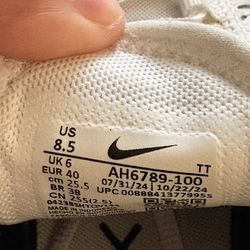 US
8.5
UK 6
EUR 40
cm 25.5
BR 38
CN 255(2.5)
AH6789-100
TT
07/31/24 | 10/22/24
UPC 00888413779955